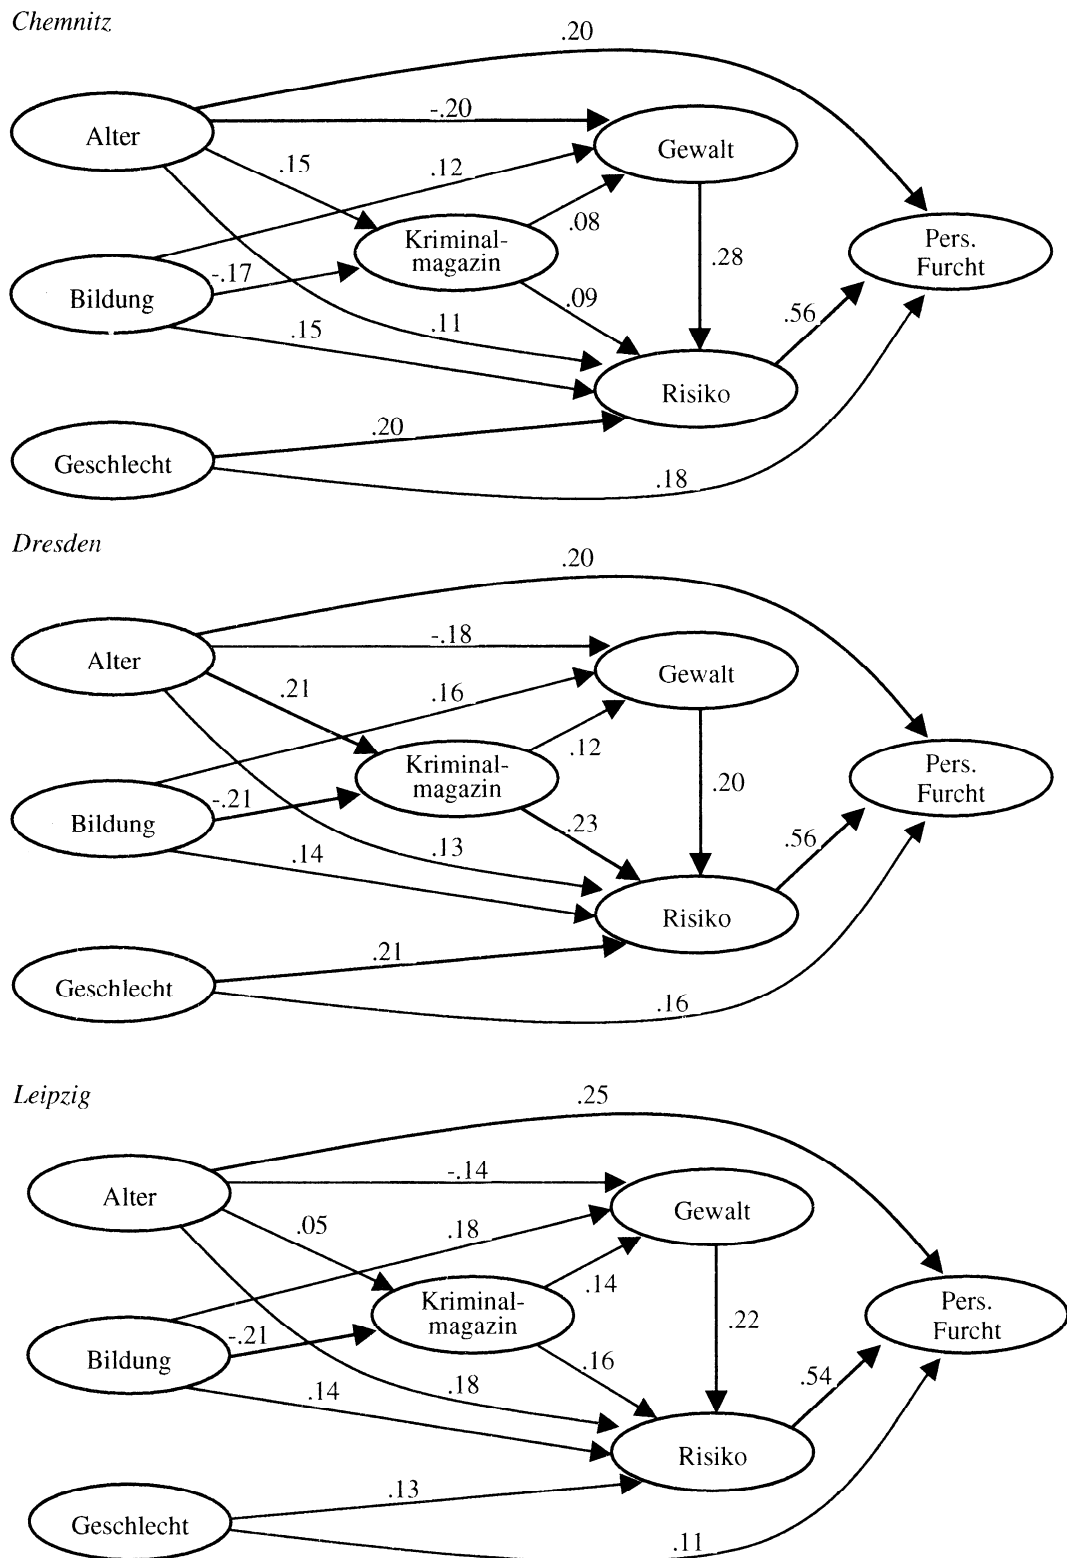 Chemnitz
.20
Alter
-.20
Gewalt
.15
.12
.08
Kriminal-
magazin
Pers.
Furcht
.28
Bildung
-.17
.09
.15
.11
.56
Risiko
.20
Geschlecht
.18
Dresden
.20
Alter
-.18
Gewalt
.21
.16
.12
Kriminal-
magazin
Pers.
Furcht
.20
Bildung
-.21
.23
.14
.13
.56
Risiko
.21
Geschlecht
.16
Leipzig
.25
Alter
-.14
Gewalt
.05
.18
.14
Kriminal-
magazin
Pers.
Furcht
.22
Bildung
-.21
.16
.14
.18
.54
Risiko
.13
Geschlecht
.11